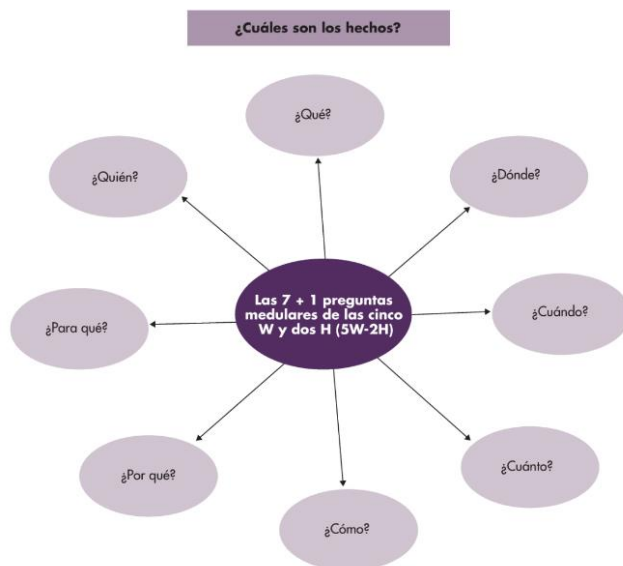 ¿Cuáles son los hechos?
¿Qué?
¿Quién?
¿Dónde?
Las 7 + 1 preguntas
medulares de las cinco
W y dos H (5W-2H)
¿Para qué?
¿Cuándo?
¿Por qué?
¿Cuánto?
¿Cómo?